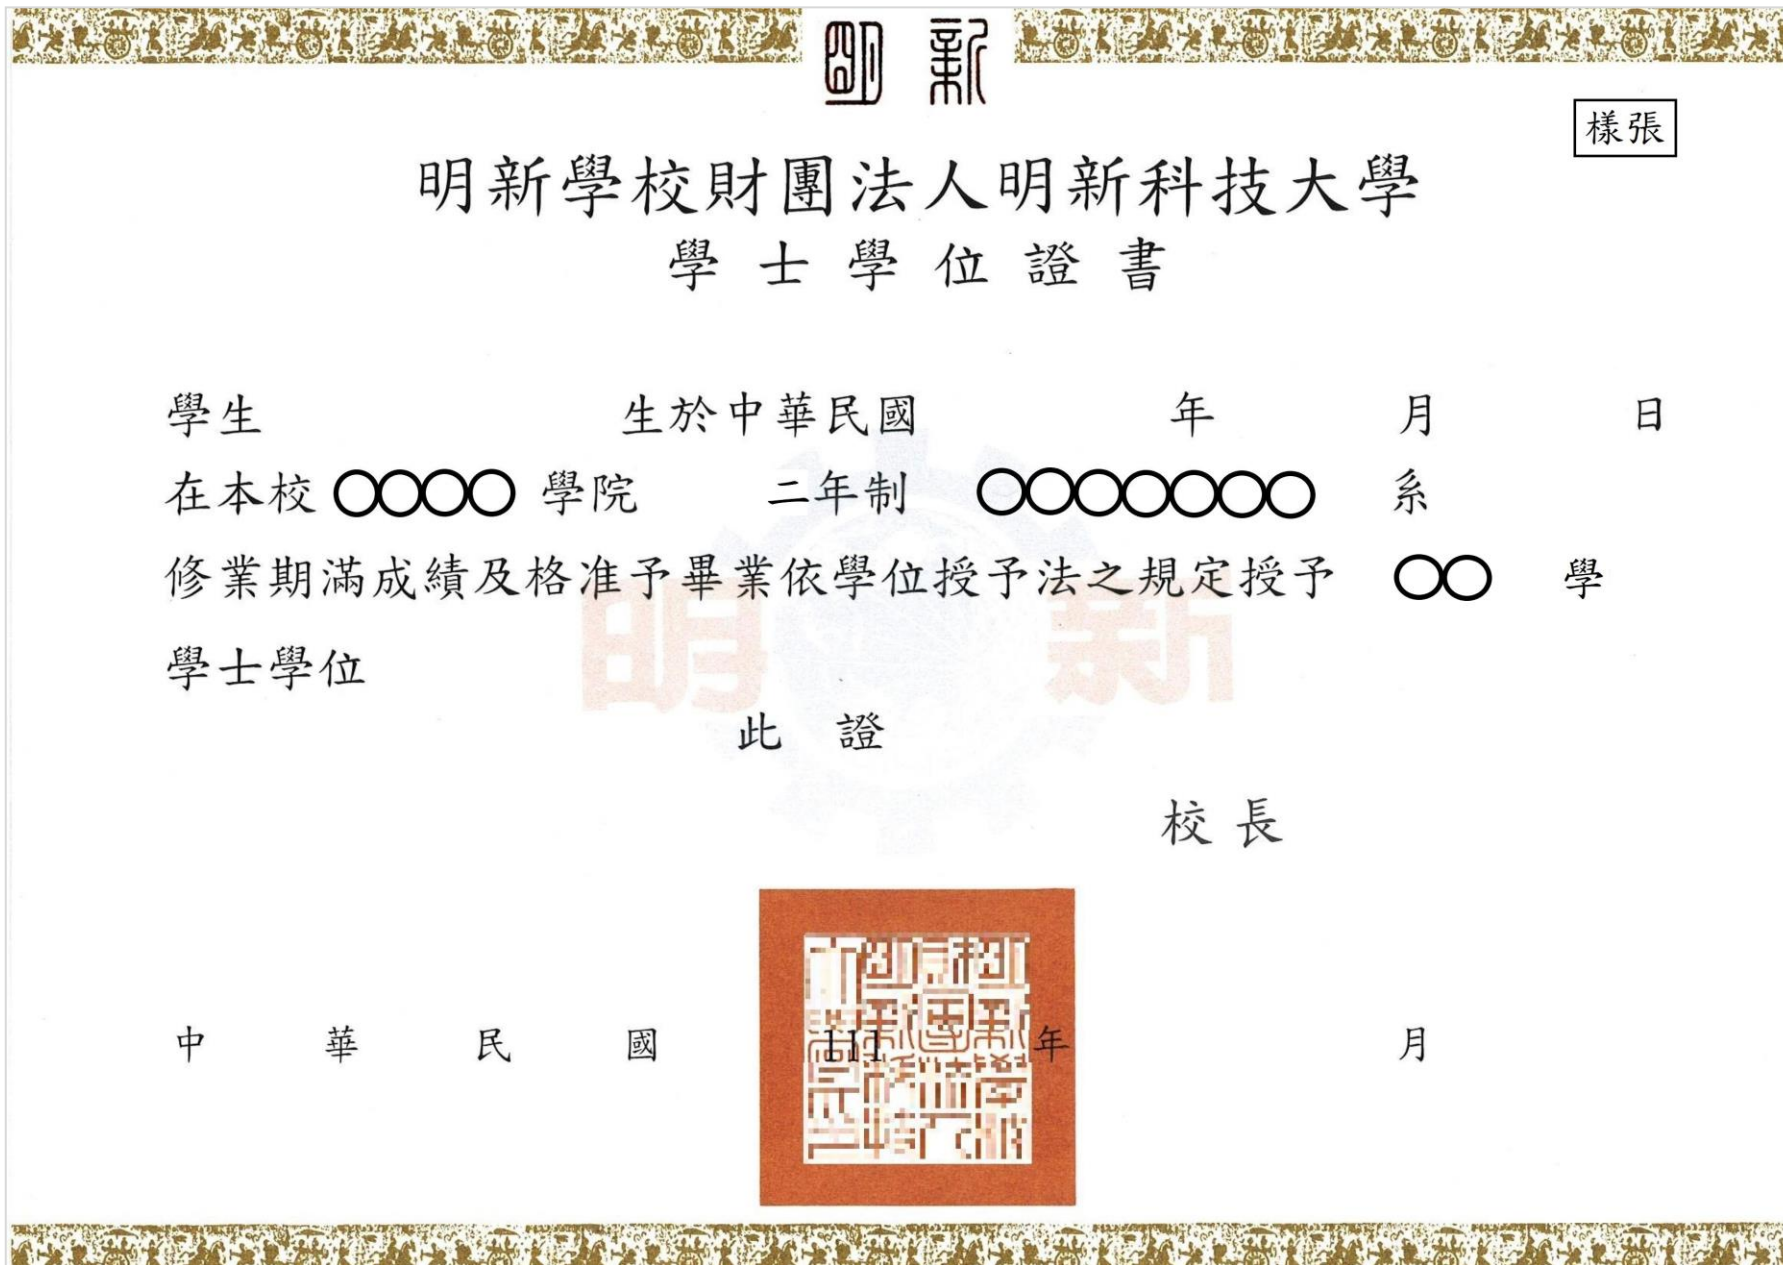 明新
樣張
明新學校財團法人明新科技大學
學士學位證書
學生 生於中華民國 年 月 日
在本校○○○○學院 二年制 ○○○○○○○ 系
修業期滿成績及格准予畢業依學位授予法之規定授予 ○○ 學
學士學位
明新
此證
校長
中華民國 111 年 月